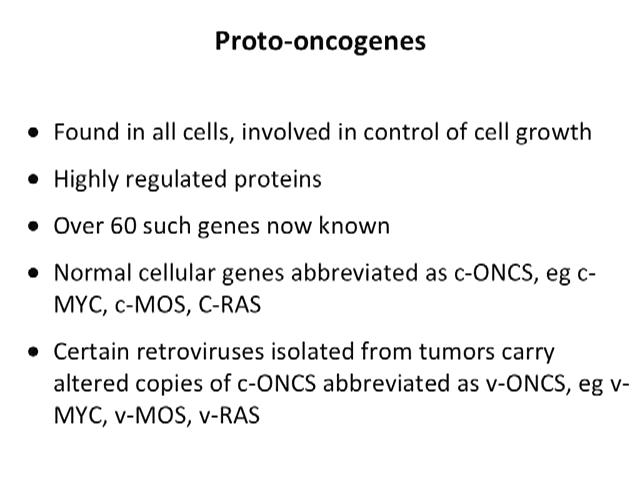 Proto-oncogenes
● Found in all cells, involved in control of cell growth
● Highly regulated proteins
● Over 60 such genes now known
● Normal cellular genes abbreviated as c-ONCS, eg c-
MYC, c-MOS, C-RAS
● Certain retroviruses isolated from tumors carry
altered copies of c-ONCS abbreviated as v-ONCS, eg v-
MYC, v-MOS, v-RAS